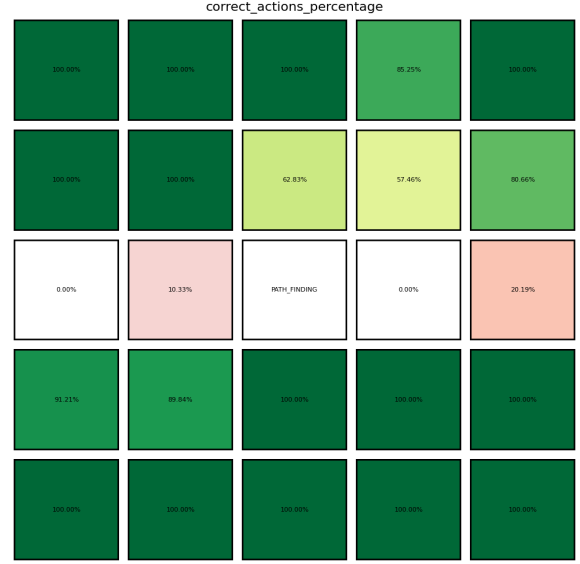 correct_actions_percentage
100.00% 100.00% 100.00% 85.25% 100.00%
100.00% 100.00% 62.83% 57.46% 80.66%
0.00% 10.33% PATH_FINDING 0.00% 20.19%
91.21% 89.84% 100.00% 100.00% 100.00%
100.00% 100.00% 100.00% 100.00% 100.00%